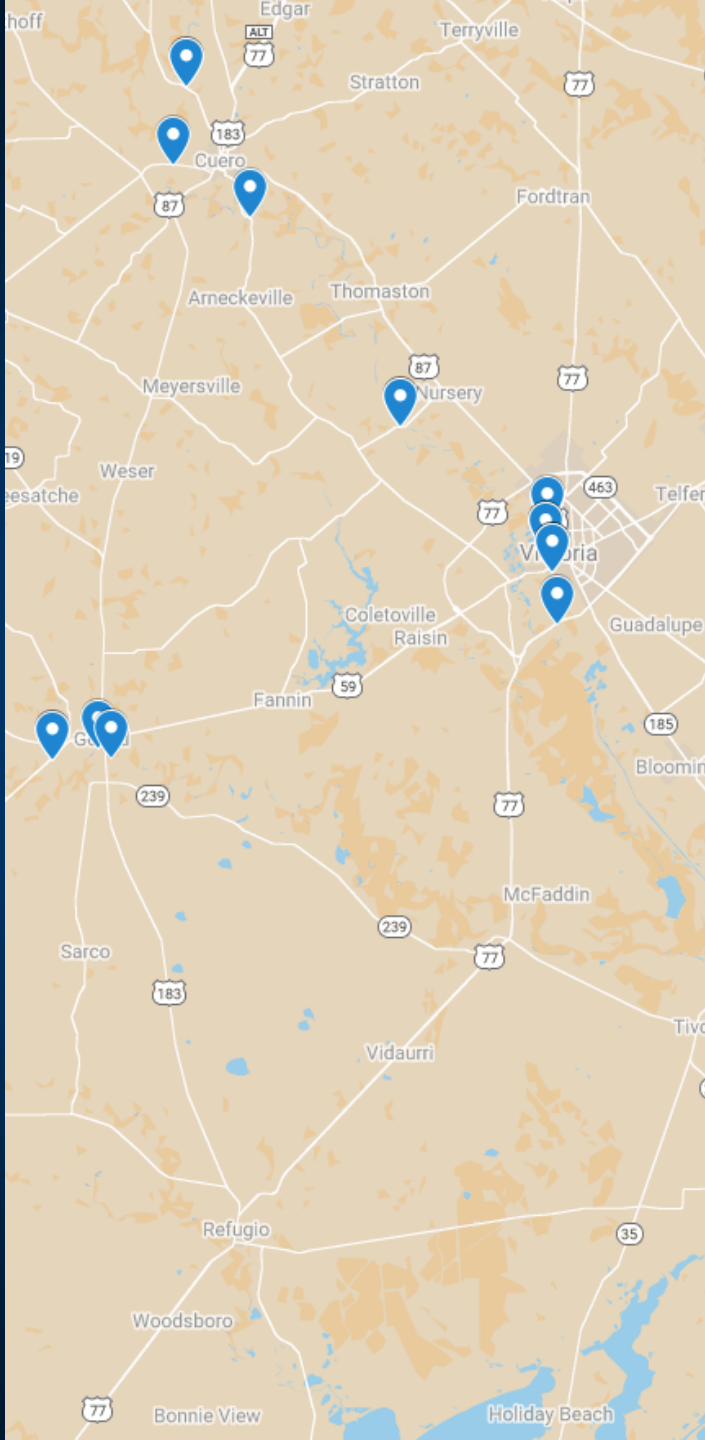 Edgar
ALT
77
Terryville
Stratton
77
183
Cuero
87
Fordtran
Arneckeville
Thomaston
87
77
Meyersville
Nursery
19
Weser
463
77
Victoria
Coletoville
Raisin
Guadalupe
59
Fannin
185
239
77
McFaddin
239
Sarco
77
183
Vidaurri
Refugio
35
Woodsboro
77
Bonnie View
Holiday Beach